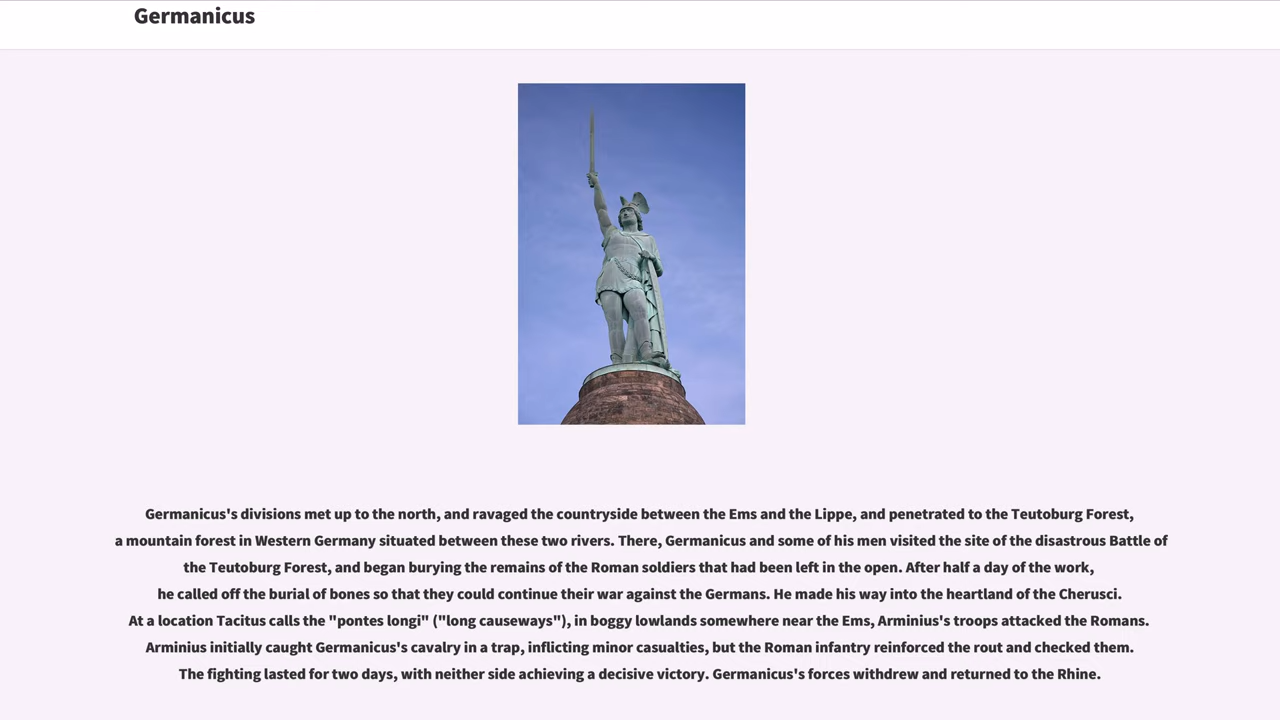 Germanicus
Germanicus's divisions met up to the north, and ravaged the countryside between the Ems and the Lippe, and penetrated to the Teutoburg Forest,
a mountain forest in Western Germany situated between these two rivers. There, Germanicus and some of his men visited the site of the disastrous Battle of
the Teutoburg Forest, and began burying the remains of the Roman soldiers that had been left in the open. After half a day of the work,
he called off the burial of bones so that they could continue their war against the Germans. He made his way into the heartland of the Cherusci.
At a location Tacitus calls the "pontes longi" ("long causeways"), in boggy lowlands somewhere near the Ems, Arminius's troops attacked the Romans.
Arminius initially caught Germanicus's cavalry in a trap, inflicting minor casualties, but the Roman infantry reinforced the rout and checked them.
The fighting lasted for two days, with neither side achieving a decisive victory. Germanicus's forces withdrew and returned to the Rhine.